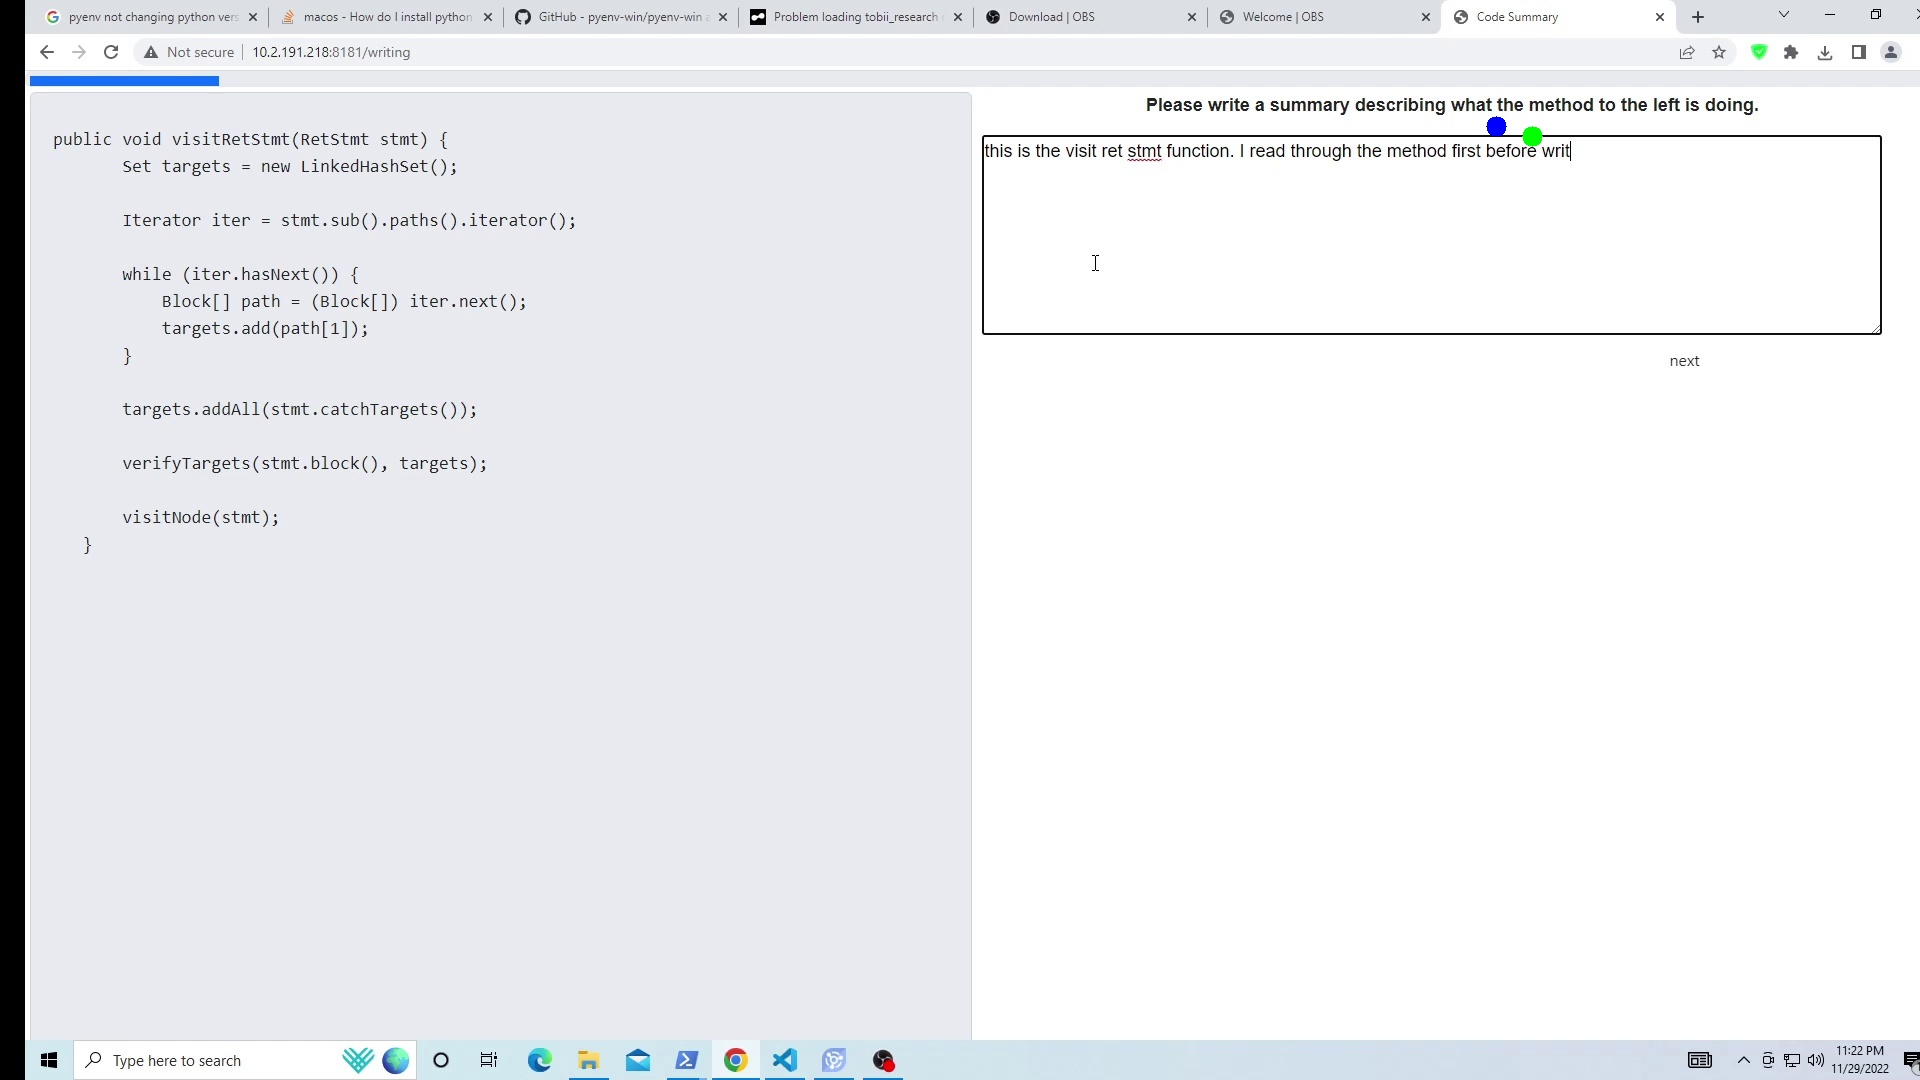 pyenv not changing python vers
macos - How do I install python
GitHub - pyenv-win/pyenv-win a
Problem loading tobii_research
Download | OBS
Welcome | OBS
Code Summary
Not secure
10.2.191.218:8181/writing
public void visitRetStmt(RetStmt stmt) {
Set targets = new LinkedHashSet();
Iterator iter = stmt.sub().paths().iterator();
while (iter.hasNext()) {
Block[] path = (Block[]) iter.next();
targets.add(path[1]);
}
targets.addAll(stmt.catchTargets());
verifyTargets(stmt.block(), targets);
visitNode(stmt);
}
Please write a summary describing what the method to the left is doing.
this is the visit ret stmt function. I read through the method first before writ
next
Type here to search
11:22 PM
11/29/2022